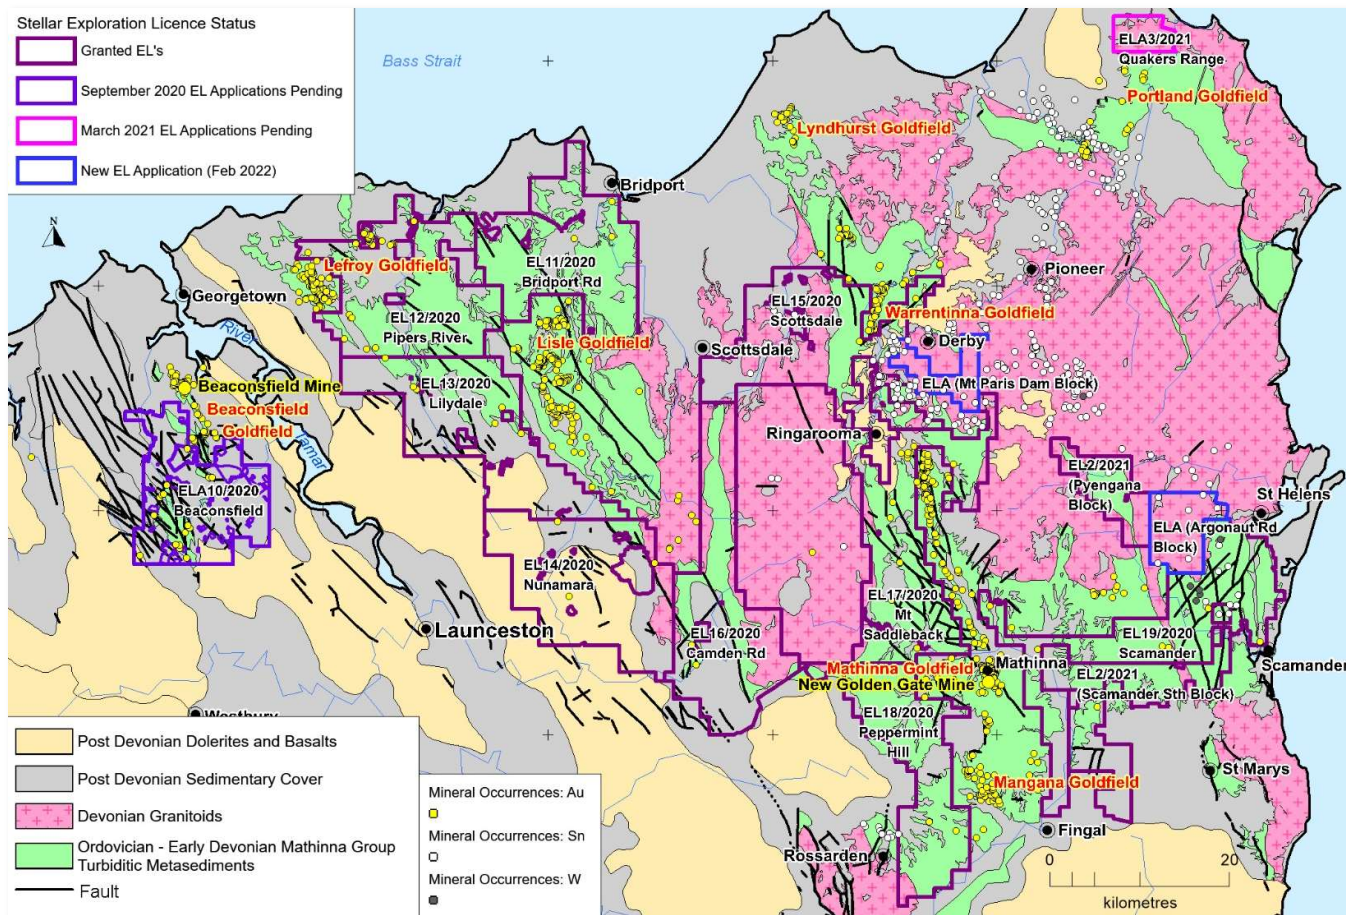 Stellar Exploration Licence Status
Granted EL's
September 2020 EL Applications Pending
March 2021 EL Applications Pending
New EL Application (Feb 2022)
Bass Strait
ELA3/2021
Quakers Range
Portland Goldfield
Lyndhurst Goldfield
Bridport
N
Lefroy Goldfield
EL11/2020
Bridport Rd
Pioneer
Georgetown
River
EL12/2020
Pipers River
EL15/2020
Scottsdale
Warrentinna Goldfield
Lisle Goldfield
Scottsdale
Derby
Beaconsfield Mine
EL13/2020
Lilydale
ELA (Mt Paris Dam Block)
Beaconsfield
Goldfield
Tamar
Ringarooma
ELA10/2020
Beaconsfield
EL2/2021
(Pyengana
Block)
St Helens
ELA (Argonaut Rd
Block)
EL14/2020
Nunamara
EL17/2020
Mt
Saddleback
Launceston
EL16/2020
Camden Rd
EL19/2020
Scamander
Scamander
Mathinna Goldfield
Mathinna
New Golden Gate Mine
EL2/2021
(Scamander Sth Block)
EL18/2020
Peppermint
Hill
Westbury
St Marys
Mangana Goldfield
Fingal
Rossarden
Post Devonian Dolerites and Basalts
Post Devonian Sedimentary Cover
Devonian Granitoids
Ordovician - Early Devonian Mathinna Group
Turbiditic Metasediments
Fault
Mineral Occurrences: Au
Mineral Occurrences: Sn
Mineral Occurrences: W
0 20
kilometres